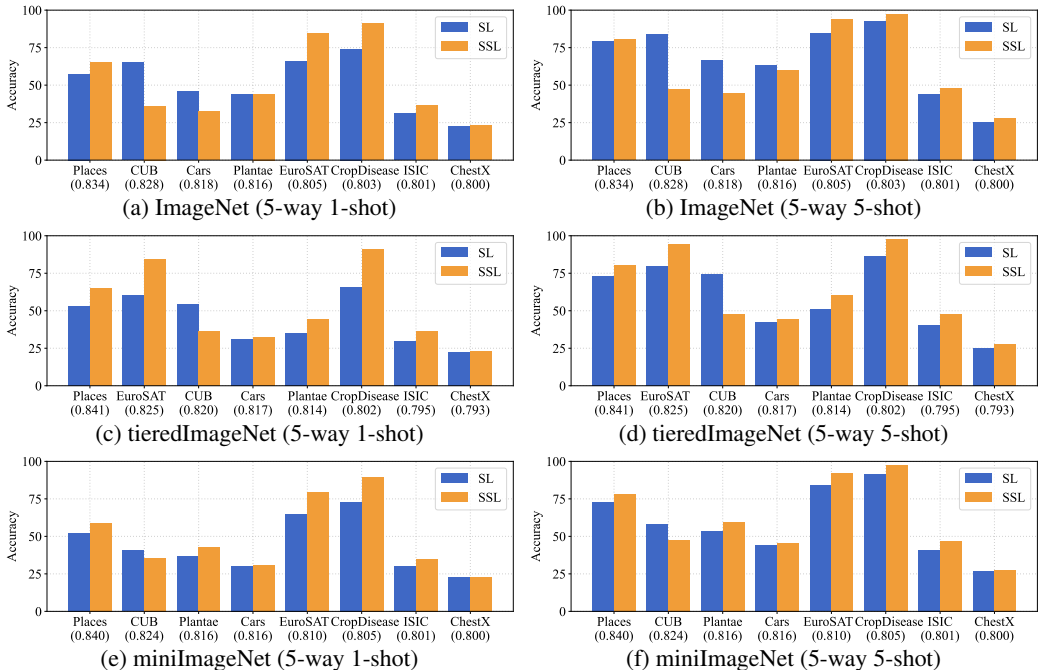 100
75
50
25
0
Accuracy
SL
SSL
Places CUB Cars Plantae EuroSAT CropDisease ISIC ChestX
(0.834) (0.828) (0.818) (0.816) (0.805) (0.803) (0.801) (0.800)
(a) ImageNet (5-way 1-shot)
100
75
50
25
0
Accuracy
SL
SSL
Places CUB Cars Plantae EuroSAT CropDisease ISIC ChestX
(0.834) (0.828) (0.818) (0.816) (0.805) (0.803) (0.801) (0.800)
(b) ImageNet (5-way 5-shot)
100
75
50
25
0
Accuracy
SL
SSL
Places EuroSAT CUB Cars Plantae CropDisease ISIC ChestX
(0.841) (0.825) (0.820) (0.817) (0.814) (0.802) (0.795) (0.793)
(c) tieredImageNet (5-way 1-shot)
100
75
50
25
0
Accuracy
SL
SSL
Places EuroSAT CUB Cars Plantae CropDisease ISIC ChestX
(0.841) (0.825) (0.820) (0.817) (0.814) (0.802) (0.795) (0.793)
(d) tieredImageNet (5-way 5-shot)
100
75
50
25
0
Accuracy
SL
SSL
Places CUB Plantae Cars EuroSAT CropDisease ISIC ChestX
(0.840) (0.824) (0.816) (0.816) (0.810) (0.805) (0.801) (0.800)
(e) miniImageNet (5-way 1-shot)
100
75
50
25
0
Accuracy
SL
SSL
Places CUB Plantae Cars EuroSAT CropDisease ISIC ChestX
(0.840) (0.824) (0.816) (0.816) (0.810) (0.805) (0.801) (0.800)
(f) miniImageNet (5-way 5-shot)